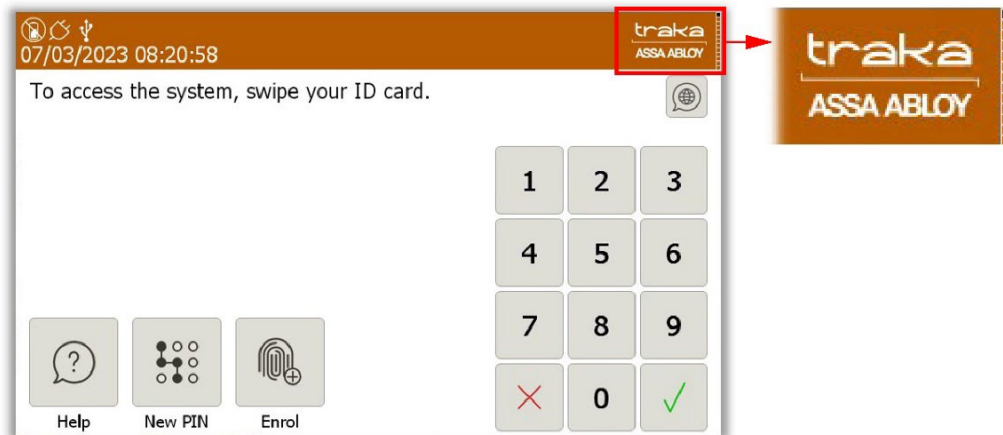 07/03/2023 08:20:58
traka
ASSA ABLOY
To access the system, swipe your ID card.
1 2 3
4 5 6
7 8 9
0
?
Help New PIN Enrol
traka
ASSA ABLOY